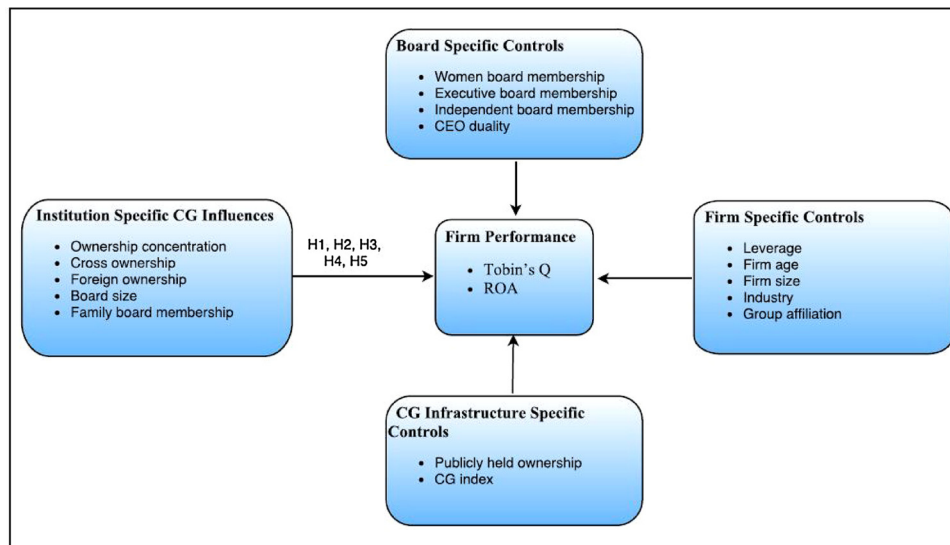 Board Specific Controls
• Women board membership
• Executive board membership
• Independent board membership
• CEO duality
Institution Specific CG Influences
• Ownership concentration
• Cross ownership
• Foreign ownership
• Board size
• Family board membership
H1, H2, H3,
H4, H5
Firm Performance
• Tobin's Q
• ROA
Firm Specific Controls
• Leverage
• Firm age
• Firm size
• Industry
• Group affiliation
CG Infrastructure Specific
Controls
• Publicly held ownership
• CG index